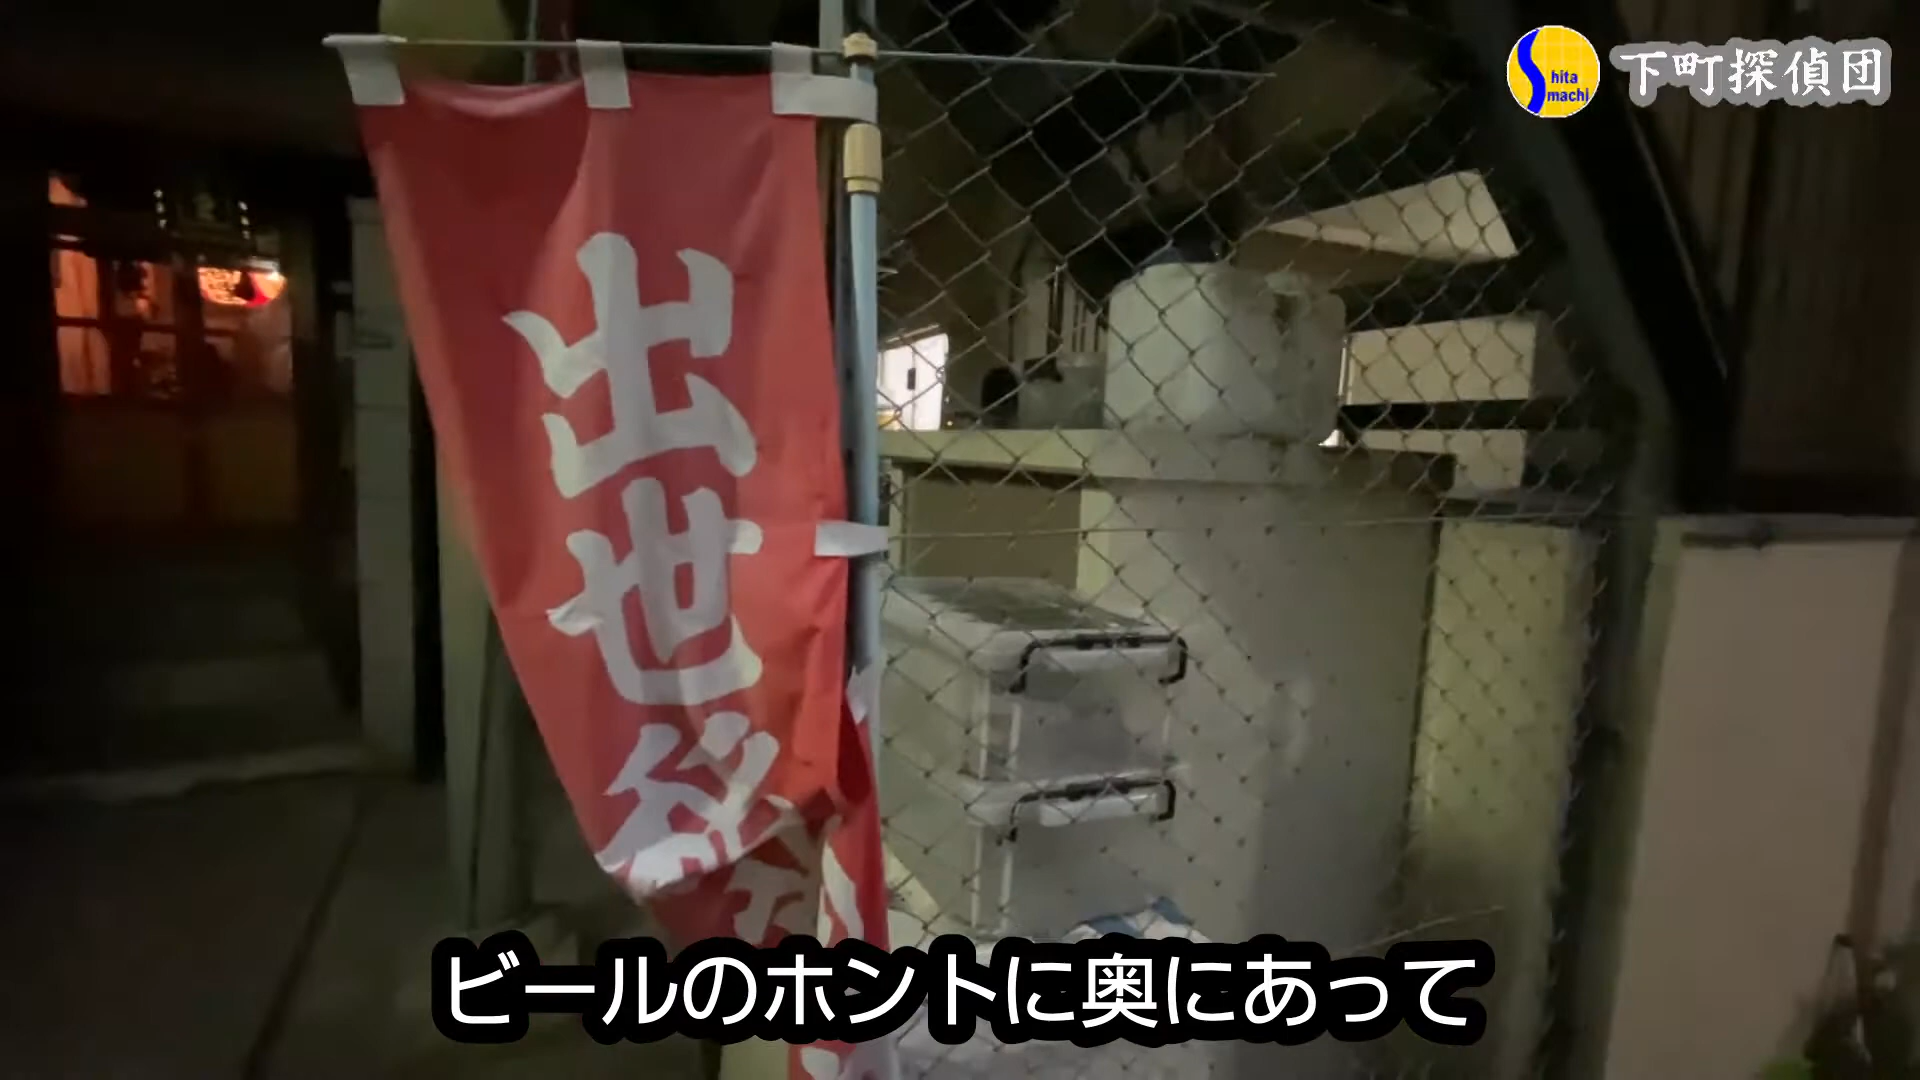 Shita
machi
下町探偵団
出世
ビールのホントに奥にあって